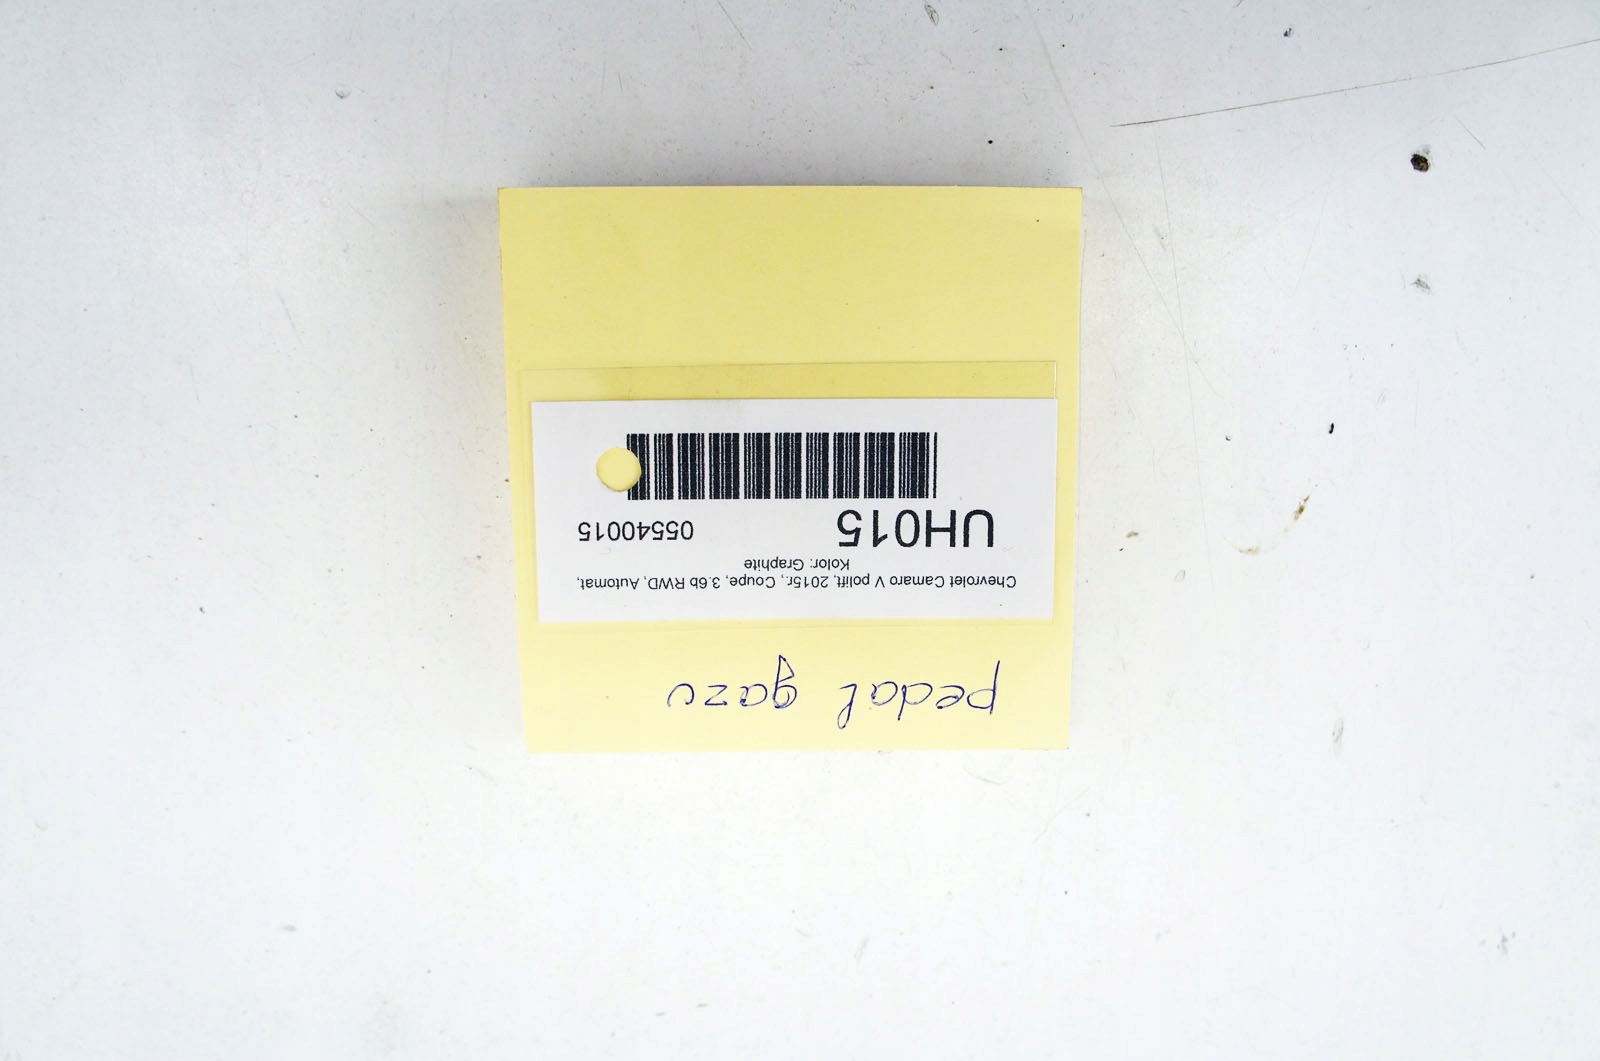 pedal gazu
Chevrolet Camaro V polift, 2015r., Coupe, 3.6b RWD, Automat,
Kolor: Graphite
UH015 05540015